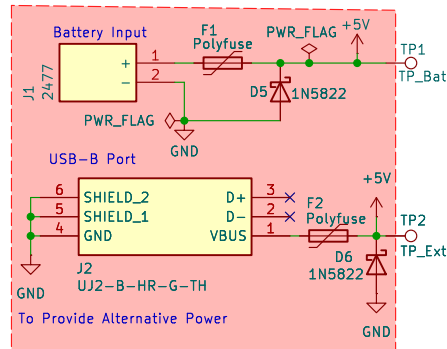 Battery Input
F1
Polyfuse
PWR_FLAG
+5V
TP1
TP_Bat
J1
2477
+
-
1
2
D5
1N5822
PWR_FLAG
GND
USB-B Port
6
5
4
SHIELD_2
SHIELD_1
GND
D+
D-
VBUS
3
2
1
F2
Polyfuse
+5V
TP2
TP_Ext
D6
1N5822
GND
J2
UJ2-B-HR-G-TH
GND
To Provide Alternative Power